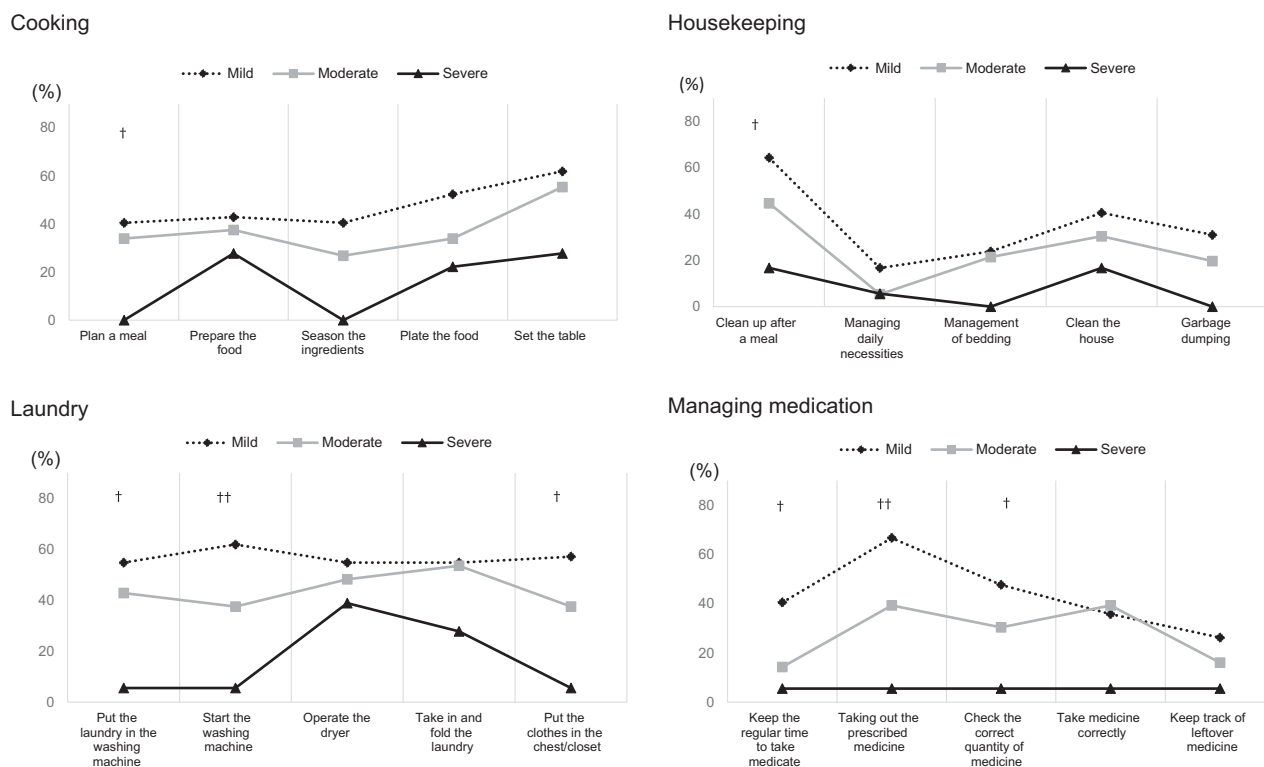 Cooking
Mild Moderate Severe
(%)
80
60
40
20
0
†
Plan a meal
Prepare the
food
Season the
ingredients
Plate the food
Set the table
Housekeeping
Mild Moderate Severe
(%)
80
60
40
20
0
†
Clean up after
a meal
Managing
daily
necessities
Management
of bedding
Clean the
house
Garbage
dumping
Laundry
Mild Moderate Severe
(%)
80
60
40
20
0
† †† †
Put the
laundry in the
washing
machine
Start the
washing
machine
Operate the
dryer
Take in and
fold the
laundry
Put the
clothes in the
chest/closet
Managing medication
Mild Moderate Severe
(%)
80
60
40
20
0
† †† †
Keep the
regular time
to take
medicate
Taking out the
prescribed
medicine
Check the
correct
quantity of
medicine
Take medicine
correctly
Keep track of
leftover
medicine